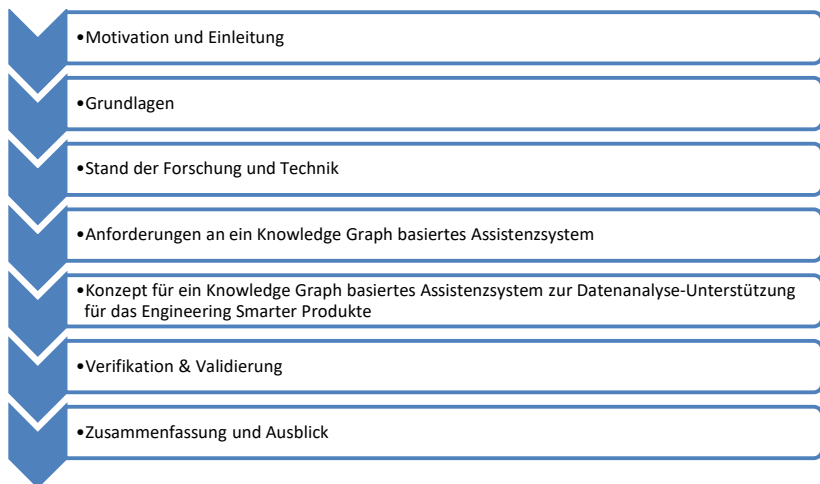 •Motivation und Einleitung
•Grundlagen
•Stand der Forschung und Technik
•Anforderungen an ein Knowledge Graph basiertes Assistenzsystem
•Konzept für ein Knowledge Graph basiertes Assistenzsystem zur Datenanalyse-Unterstützung
für das Engineering Smarter Produkte
•Verifikation & Validierung
•Zusammenfassung und Ausblick